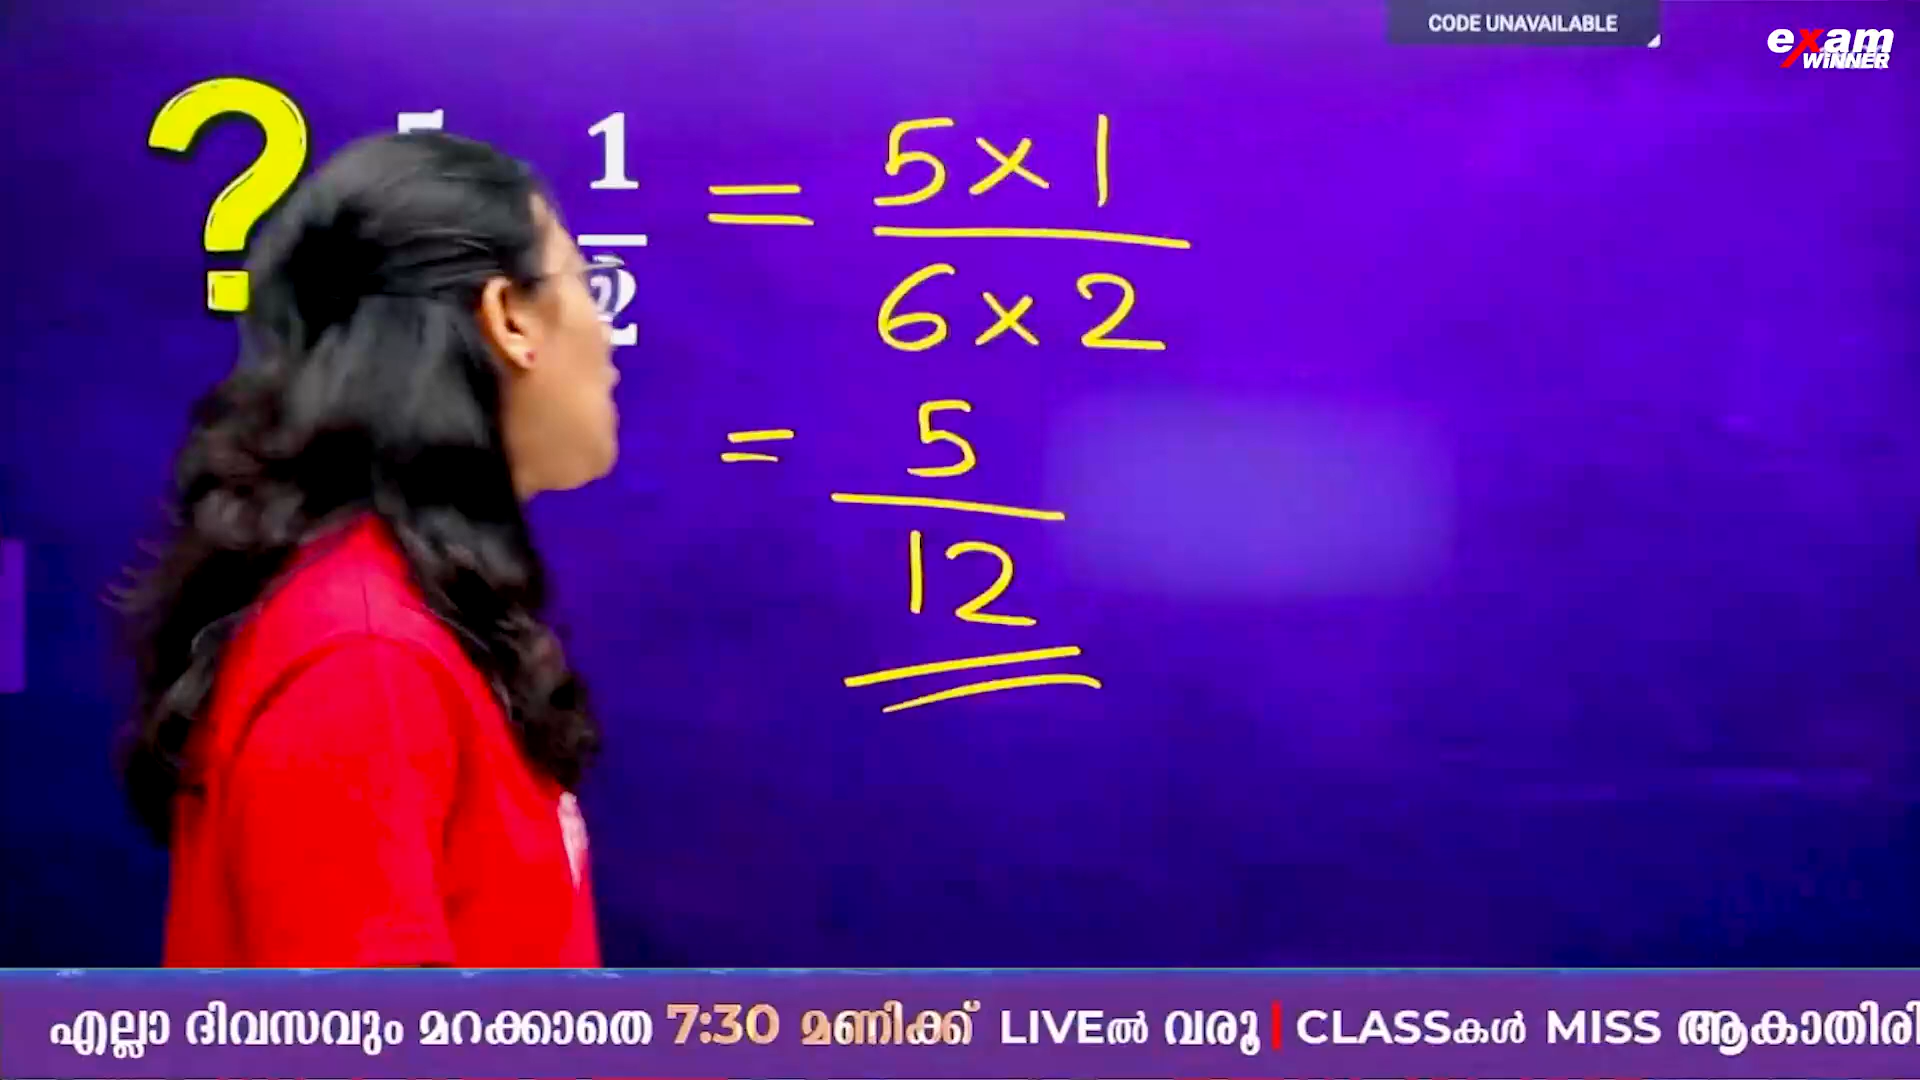 CODE UNAVAILABLE
exam
WINNER
?
1
2
= 5 x 1
6 x 2
= 5
12
എല്ലാ ദിവസവും മറക്കാതെ 7:30 മണിക്ക് LIVEൽ വരൂ | CLASSകൾ MISS ആകാതിരി